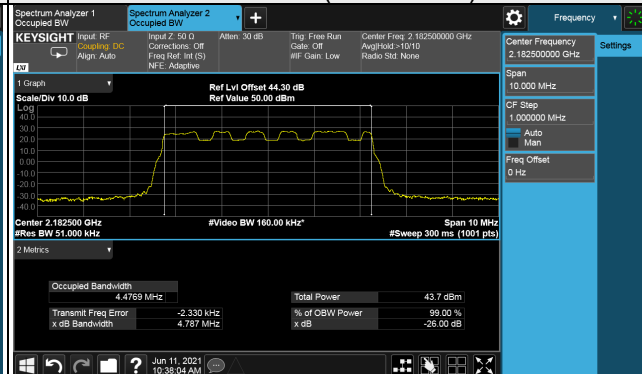 Spectrum Analyzer 1
Occupied BW
Spectrum Analyzer 2
Occupied BW
+
Frequency
KEYSIGHT
Input: RF
Coupling: DC
Align: Auto
Input Z: 50 Ω
Corrections: Off
Freq Ref: Int (S)
NFE: Adaptive
Atten: 30 dB
Trig: Free Run
Gate: Off
#IF Gain: Low
Center Freq: 2.182500000 GHz
Avg|Hold:>10/10
Radio Std: None
LXI
Center Frequency
2.182500000 GHz
Settings
Span
10.000 MHz
CF Step
1.000000 MHz
Auto
Man
Freq Offset
0 Hz
1 Graph
Scale/Div 10.0 dB
Ref Lvl Offset 44.30 dB
Ref Value 50.00 dBm
Log
40.0
30.0
20.0
10.0
0.00
-10.0
-20.0
-30.0
-40.0
Center 2.182500 GHz
#Res BW 51.000 kHz
#Video BW 160.00 kHz*
Span 10 MHz
#Sweep 300 ms (1001 pts)
2 Metrics
Occupied Bandwidth
4.4769 MHz
Total Power 43.7 dBm
Transmit Freq Error -2.330 kHz
% of OBW Power 99.00 %
x dB Bandwidth 4.787 MHz
x dB -26.00 dB
?
Jun 11, 2021
10:38:04 AM